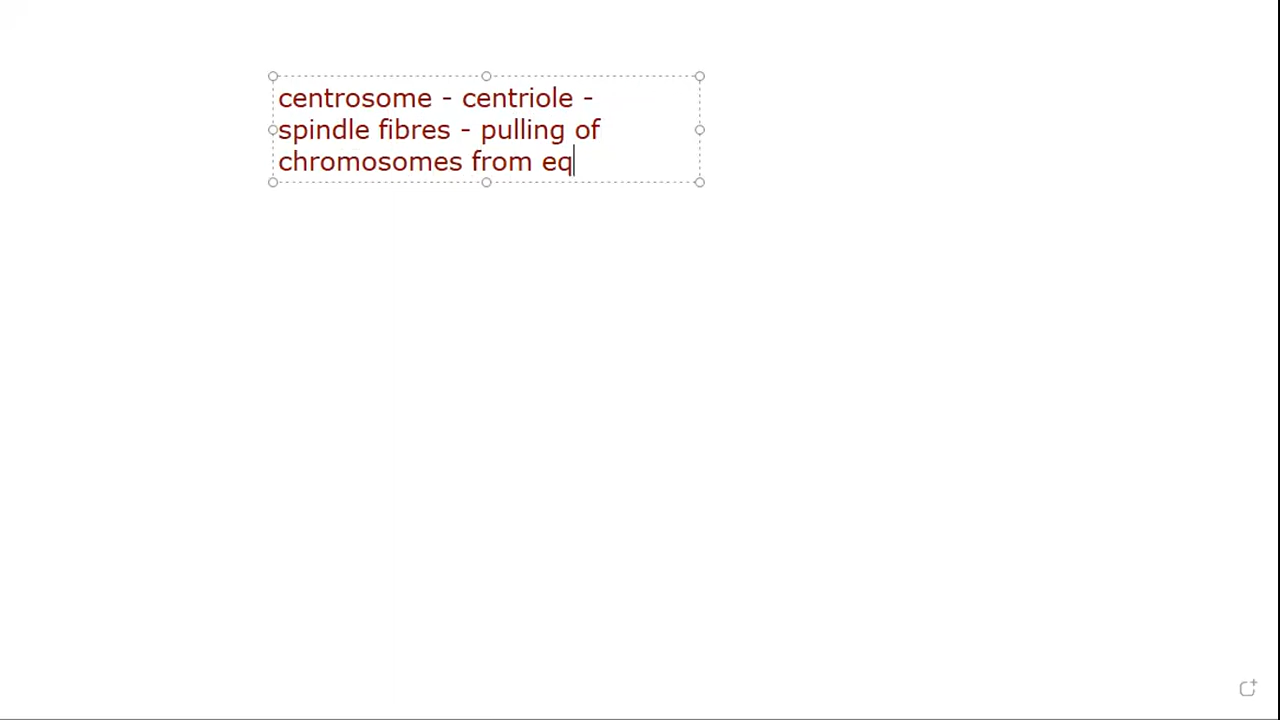 centrosome - centriole -
spindle fibres - pulling of
chromosomes from eq